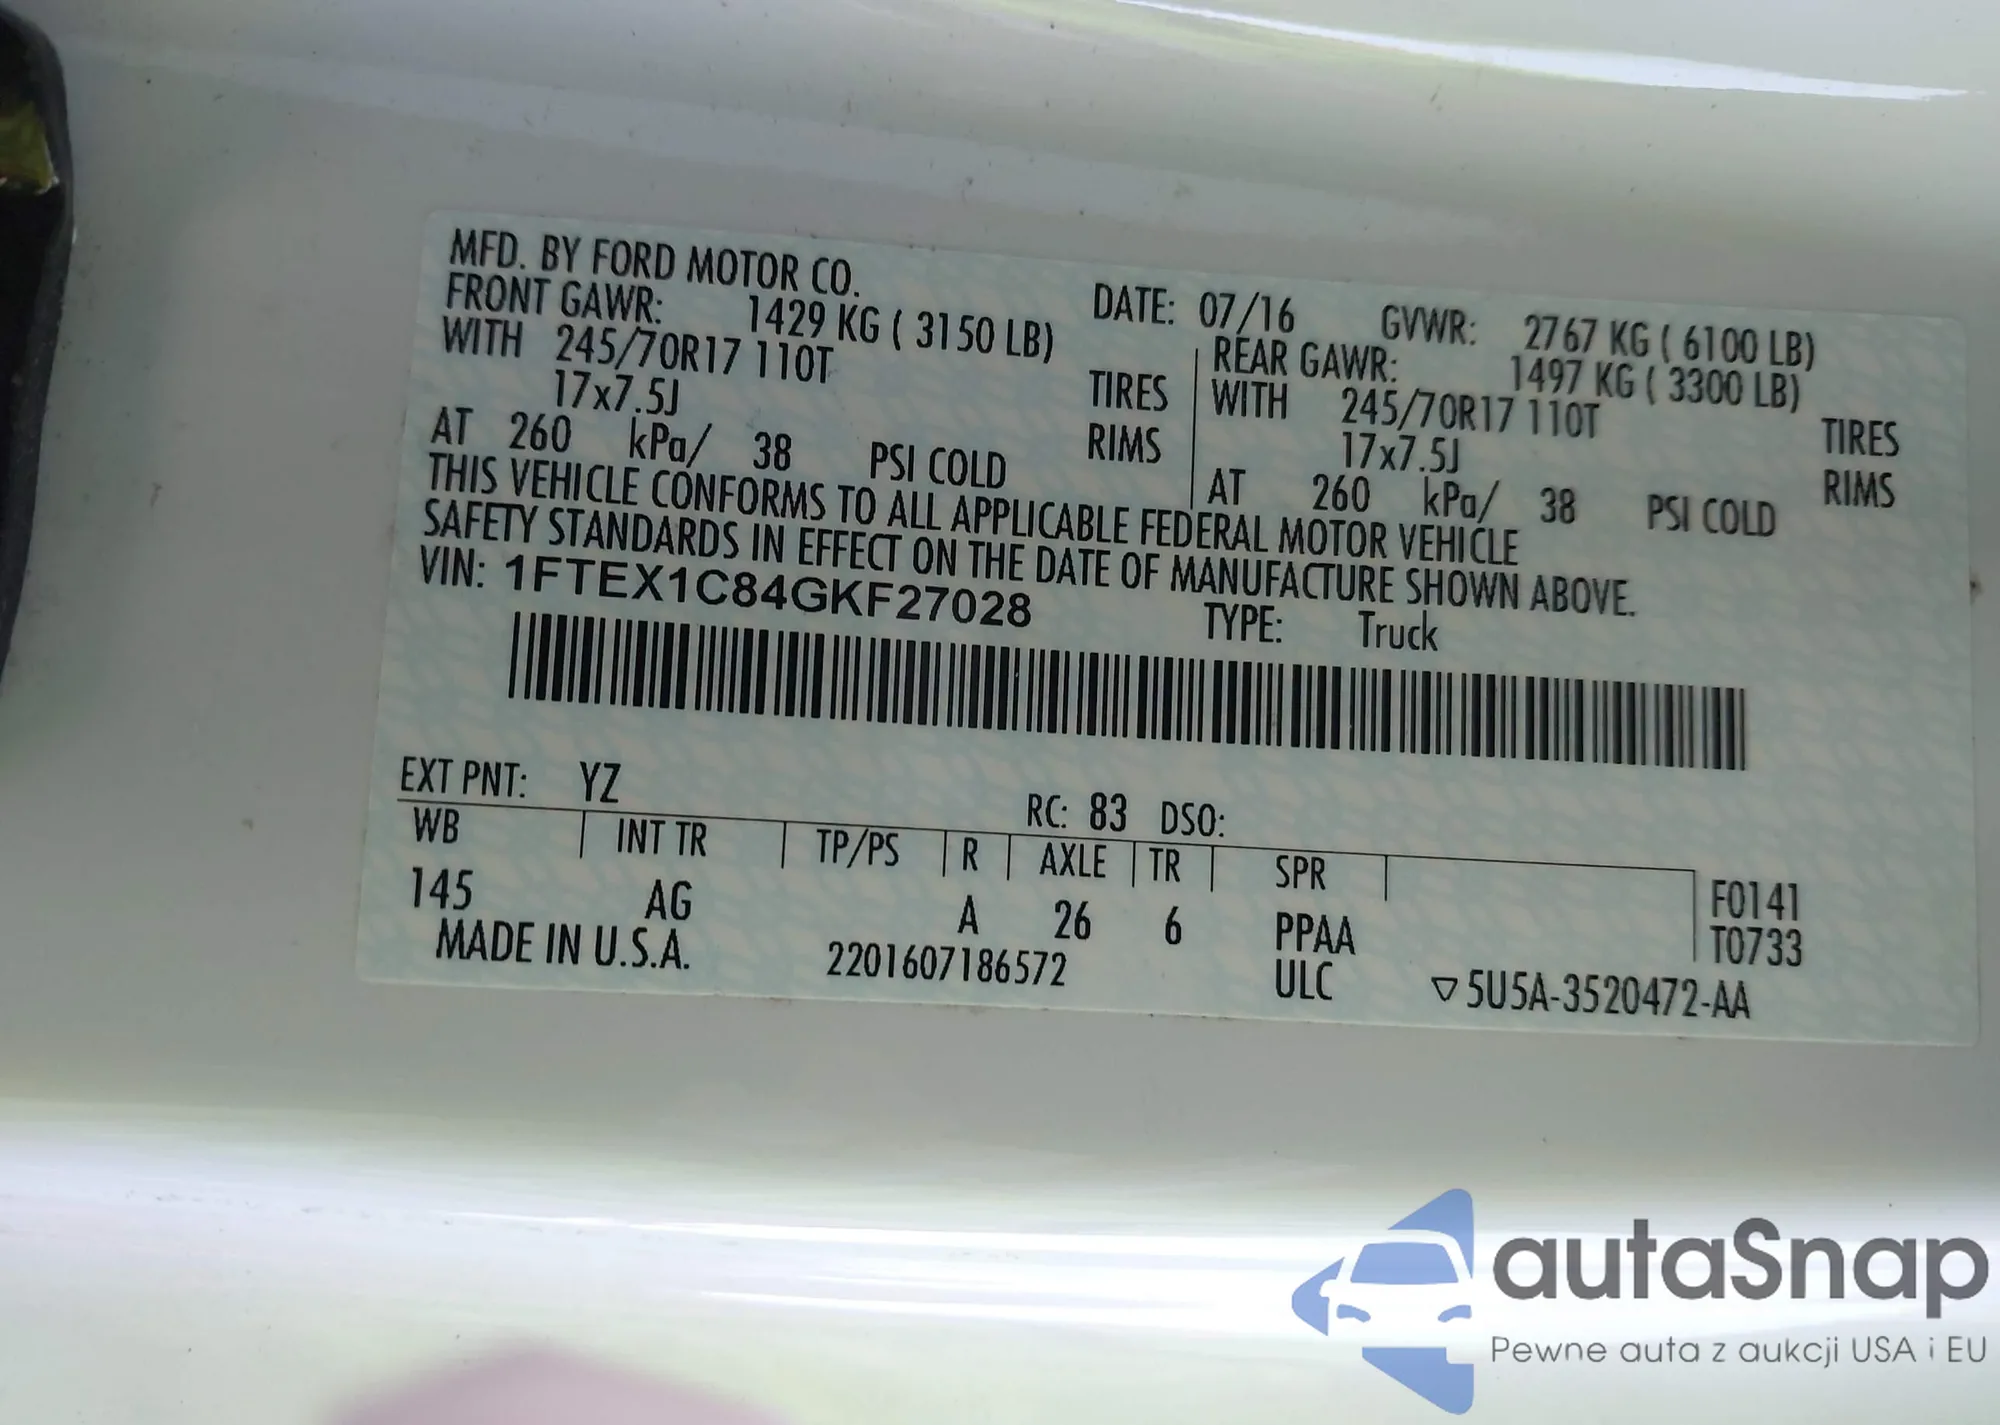 MFD. BY FORD MOTOR CO.
DATE: 07/16 GVWR: 2767 KG ( 6100 LB)
FRONT GAWR: 1429 KG ( 3150 LB)
REAR GAWR: 1497 KG ( 3300 LB)
WITH 245/70R17 110T TIRES
WITH 245/70R17 110T TIRES
17x7.5J RIMS
17x7.5J RIMS
AT 260 kPa/ 38 PSI COLD
AT 260 kPa/ 38 PSI COLD
THIS VEHICLE CONFORMS TO ALL APPLICABLE FEDERAL MOTOR VEHICLE
SAFETY STANDARDS IN EFFECT ON THE DATE OF MANUFACTURE SHOWN ABOVE.
VIN: 1FTEX1C84GKF27028
TYPE: Truck
EXT PNT: YZ RC: 83 DSO:
WB INT TR TP/PS R AXLE TR SPR
145 AG A 26 6 PPAA
F0141
T0733
MADE IN U.S.A. 2201607186572 ULC ▽5U5A-3520472-AA
autaSnap
Pewne auta z aukcji USA i EU